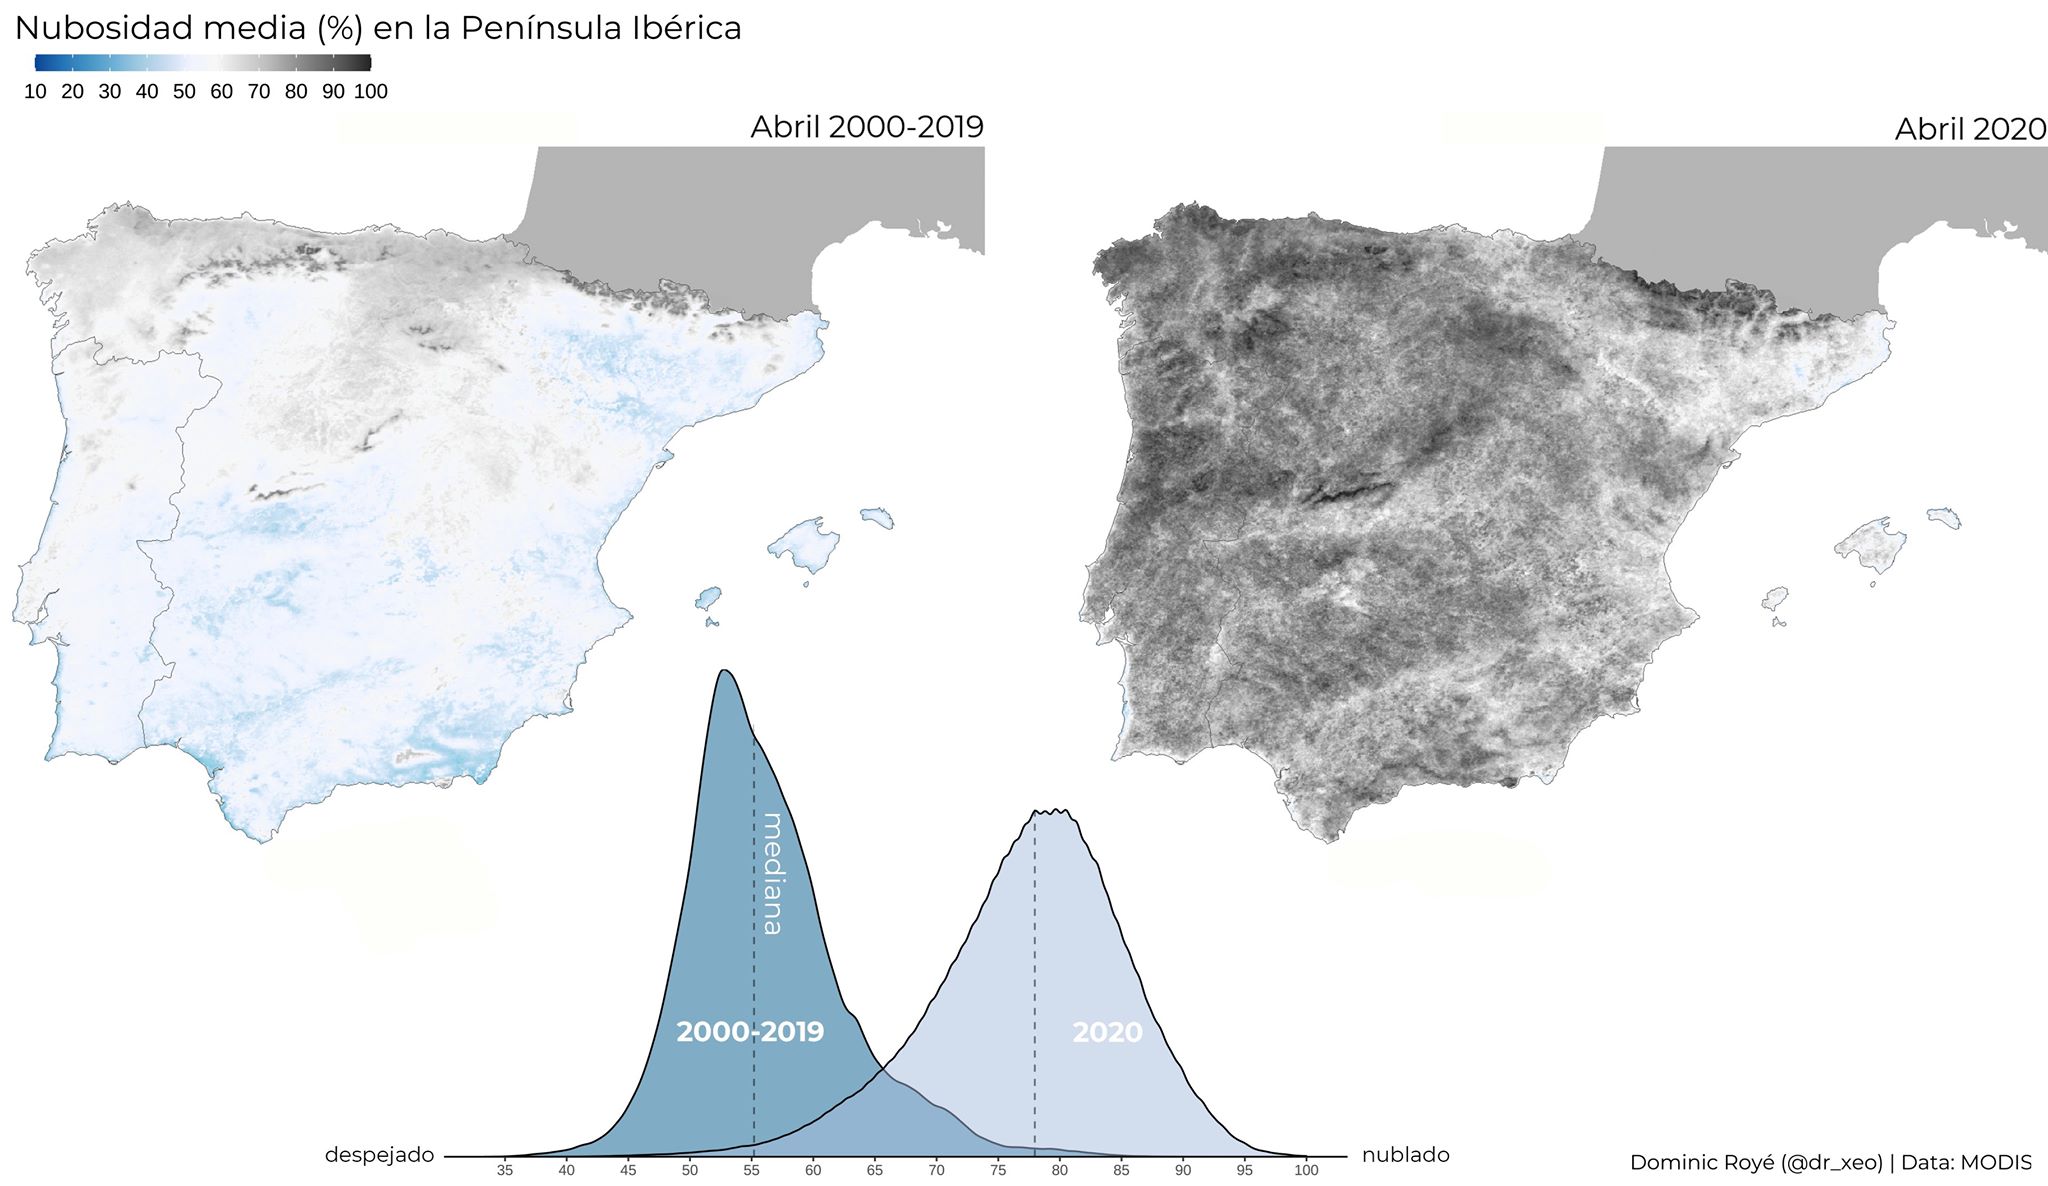 Nubosidad media (%) en la Península Ibérica
10 20 30 40 50 60 70 80 90 100
Abril 2000-2019
Abril 2020
mediana
2000-2019
2020
despejado
nublado
35 40 45 50 55 60 65 70 75 80 85 90 95 100
Dominic Royé (@dr_xeo) | Data: MODIS